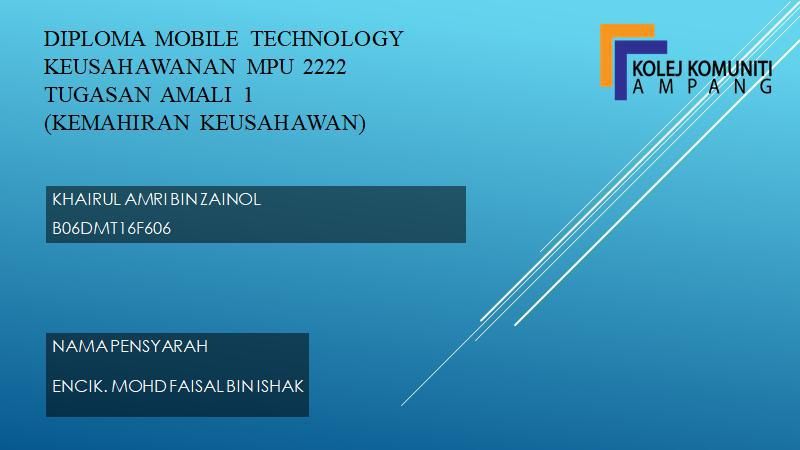 DIPLOMA MOBILE TECHNOLOGY
KEUSAHAWANAN MPU 2222
TUGASAN AMALI 1
(KEMAHIRAN KEUSAHAWAN)
KOLEJ KOMUNITI
AMPANG
KHAIRUL AMRI BIN ZAINOL
B06DMT16F606
NAMA PENSYARAH
ENCIK. MOHD FAISAL BIN ISHAK